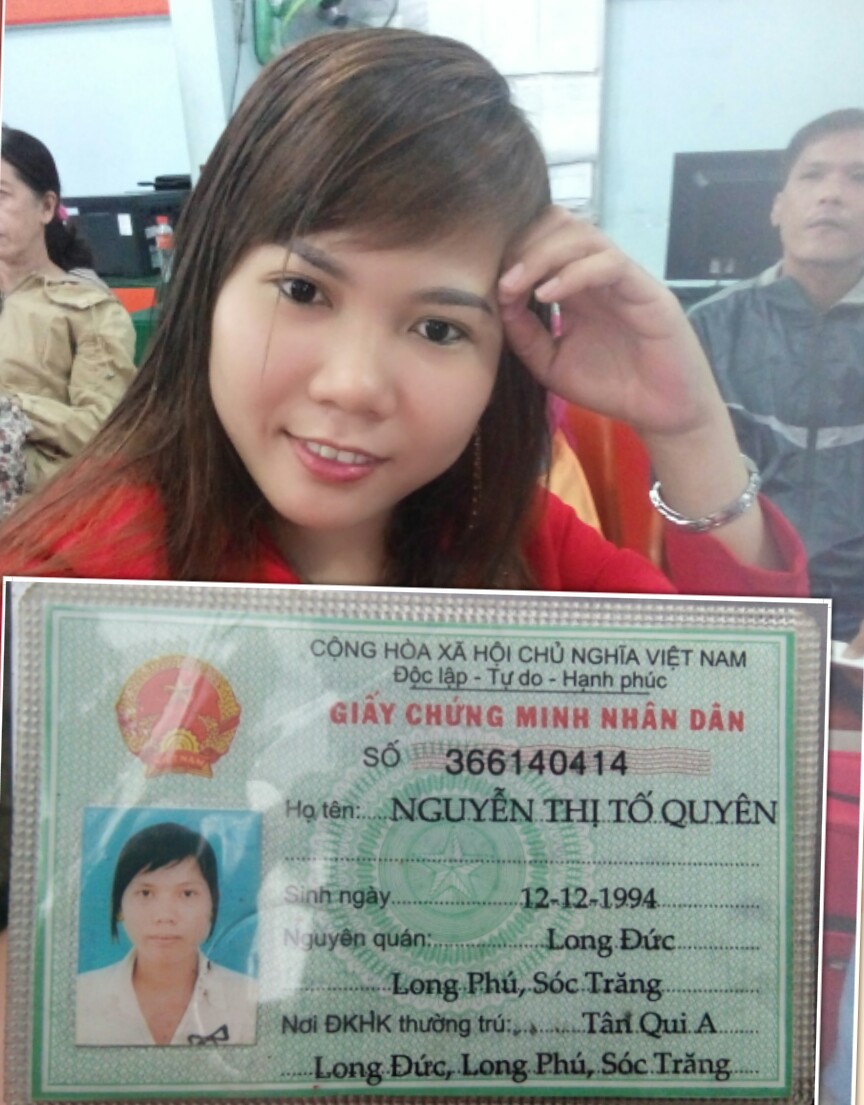 CỘNG HÒA XÃ HỘI CHỦ NGHĨA VIỆT NAM
Độc lập - Tự do - Hạnh phúc
GIẤY CHỨNG MINH NHÂN DÂN
SỐ 366140414
Họ tên: NGUYỄN THỊ TỐ QUYÊN
Sinh ngày 12-12-1994
Nguyên quán: Long Đức
Long Phú, Sóc Trăng
Nơi ĐKHK thường trú: Tân Qui A
Long Đức, Long Phú, Sóc Trăng